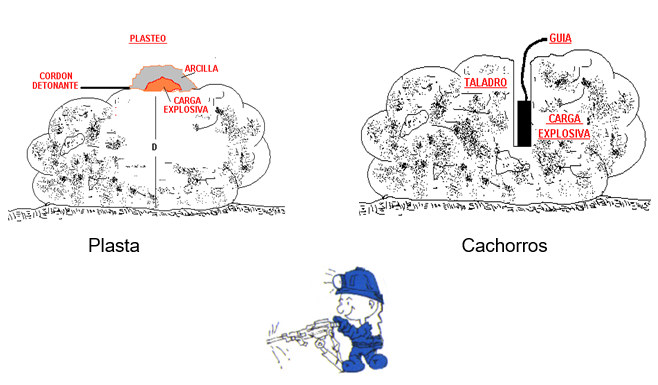 PLASTEO
ARCILLA
CORDON
DETONANTE
CARGA
EXPLOSIVA
D
Plasta
GUIA
TALADRO
CARGA
EXPLOSIVA
Cachorros